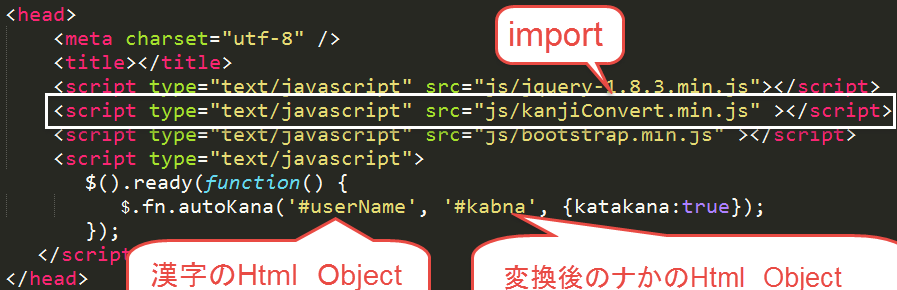 <head>
<meta charset="utf-8" />
<title></title>
import
<script type="text/javascript" src="js/jquery-1.8.3.min.js"></script>
<script type="text/javascript" src="js/kanjiConvert.min.js" ></script>
<script type="text/javascript" src="js/bootstrap.min.js" ></script>
<script type="text/javascript">
$().ready(function() {
$.fn.autoKana('#userName', '#kabna', {katakana:true});
});
</script
</head>
漢字のHtml Object
変換後のナかのHtml Object